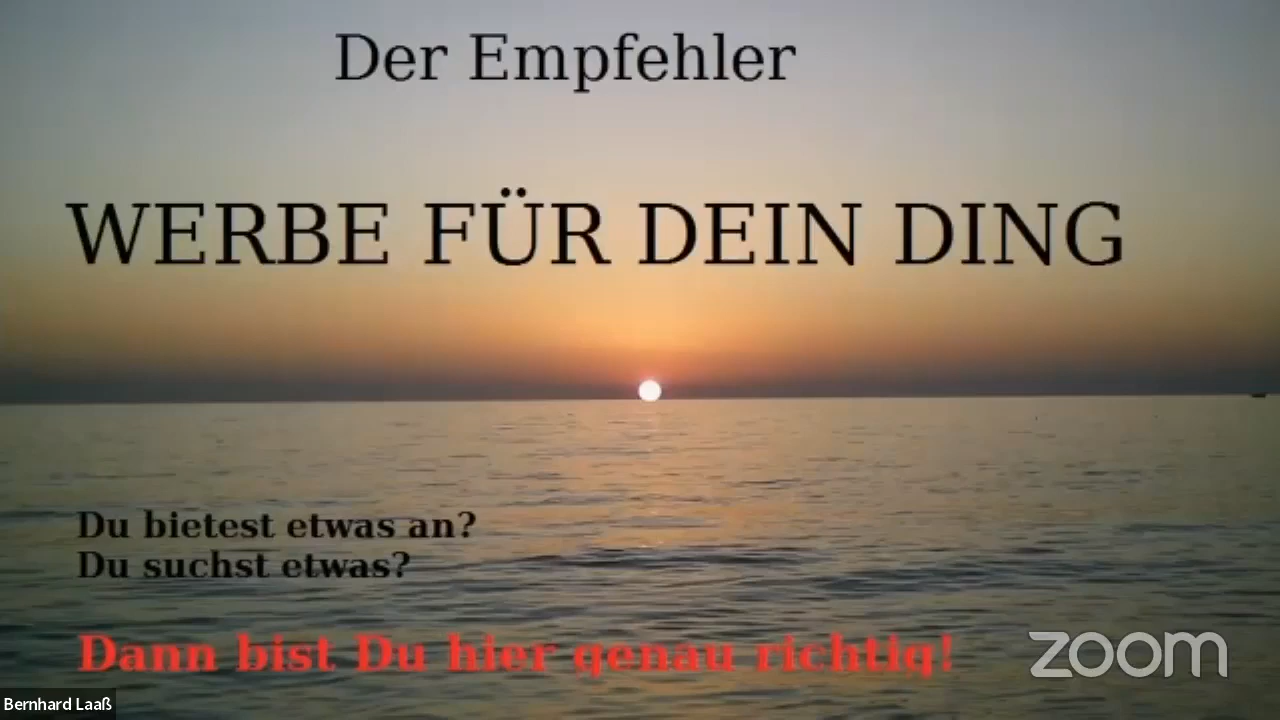 Der Empfehler
WERBE FÜR DEIN DING
Du bietest etwas an?
Du suchst etwas?
Dann bist Du hier genau richtig!
zoom
Bernhard Laaß